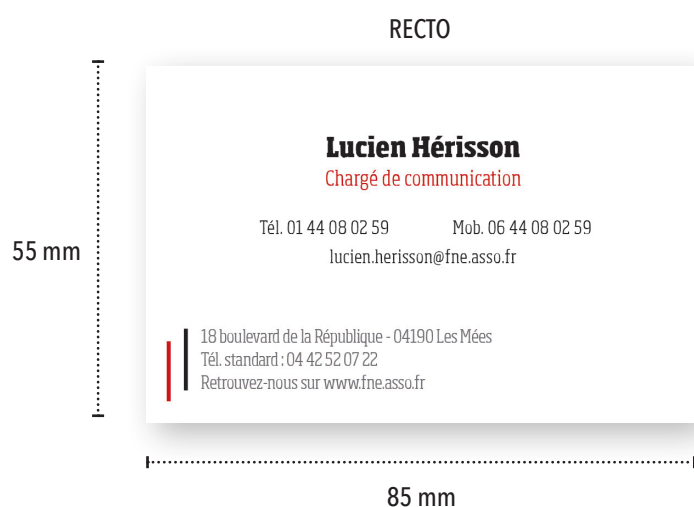 RECTO
Lucien Hérisson
Chargé de communication
Tél. 01 44 08 02 59 Mob. 06 44 08 02 59
lucien.herisson@fne.asso.fr
55 mm
18 boulevard de la République - 04190 Les Mées
Tél. standard : 04 42 52 07 22
Retrouvez-nous sur www.fne.asso.fr
85 mm